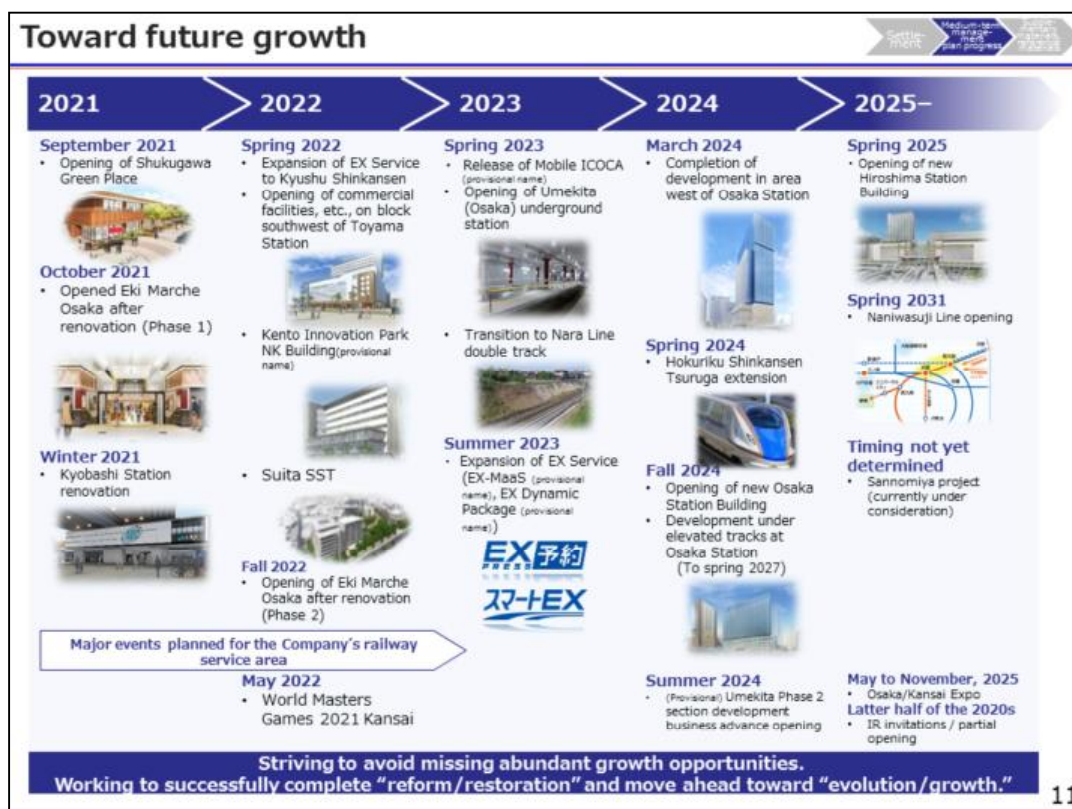 Toward future growth
Settle-
ment
Medium-term
manage-
ment
plan progress
2021
September 2021
• Opening of Shukugawa
Green Place
October 2021
• Opened Eki Marche
Osaka after
renovation (Phase 1)
Winter 2021
• Kyobashi Station
renovation
2022
Spring 2022
• Expansion of EX Service
to Kyushu Shinkansen
• Opening of commercial
facilities, etc., on block
southwest of Toyama
Station
• Kento Innovation Park
NK Building(provisional
name)
• Suita SST
Fall 2022
• Opening of Eki Marche
Osaka after renovation
(Phase 2)
2023
Spring 2023
• Release of Mobile ICOCA
(provisional name)
• Opening of Umekita
(Osaka) underground
station
• Transition to Nara Line
double track
Summer 2023
• Expansion of EX Service
(EX-MaaS (provisional
name), EX Dynamic
Package (provisional
name))
EX予約
PRESS
スマートEX
2024
March 2024
• Completion of
development in area
west of Osaka Station
Spring 2024
• Hokuriku Shinkansen
Tsuruga extension
Fall 2024
• Opening of new Osaka
Station Building
• Development under
elevated tracks at
Osaka Station
(To spring 2027)
2025–
Spring 2025
• Opening of new
Hiroshima Station
Building
Spring 2031
• Naniwasuji Line opening
Timing not yet
determined
• Sannomiya project
(currently under
consideration)
Major events planned for the Company's railway
service area
May 2022
• World Masters
Games 2021 Kansai
Summer 2024
• (Provisional) Umekita Phase 2
section development
business advance opening
May to November, 2025
• Osaka/Kansai Expo
Latter half of the 2020s
• IR invitations / partial
opening
Striving to avoid missing abundant growth opportunities.
Working to successfully complete “reform/restoration” and move ahead toward “evolution/growth.”
11